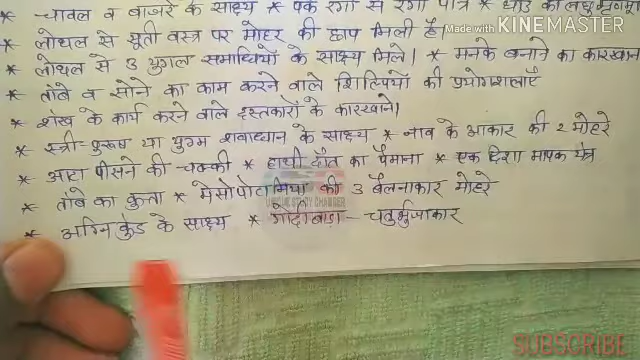 * चावल व बाजरे के साक्ष्य * पके रंगो से रंगा पात्र * घोड़े की लघु मृण्मूर्ति
* लोथल से सूती वस्त्र पर मोहर की छाप मिली है।
* लोथल से 3 युगल समाधियों के साक्ष्य मिले। * मनके बनाने का कारखाना
* तांबे व सोने का काम करने वाले शिल्पियों की प्रयोगशालाएँ
* शंख के कार्य करने वाले हस्तकारों के कारखाने।
* स्त्री-पुरूष या युग्म शवाधान के साक्ष्य * नाव के आकार की 2 मोहरे
* आटा पीसने की चक्की * हाथी दाँत का पैमाना * एक दिशा मापक यंत्र
* तांबे का कुत्ता * मेसोपोटामिया की 3 बेलनाकार मोहरे
* अग्नि कुंड के साक्ष्य * गोदीवाड़ा - चतुर्भुजाकार
Made with KINEMASTER
SUBSCRIBE